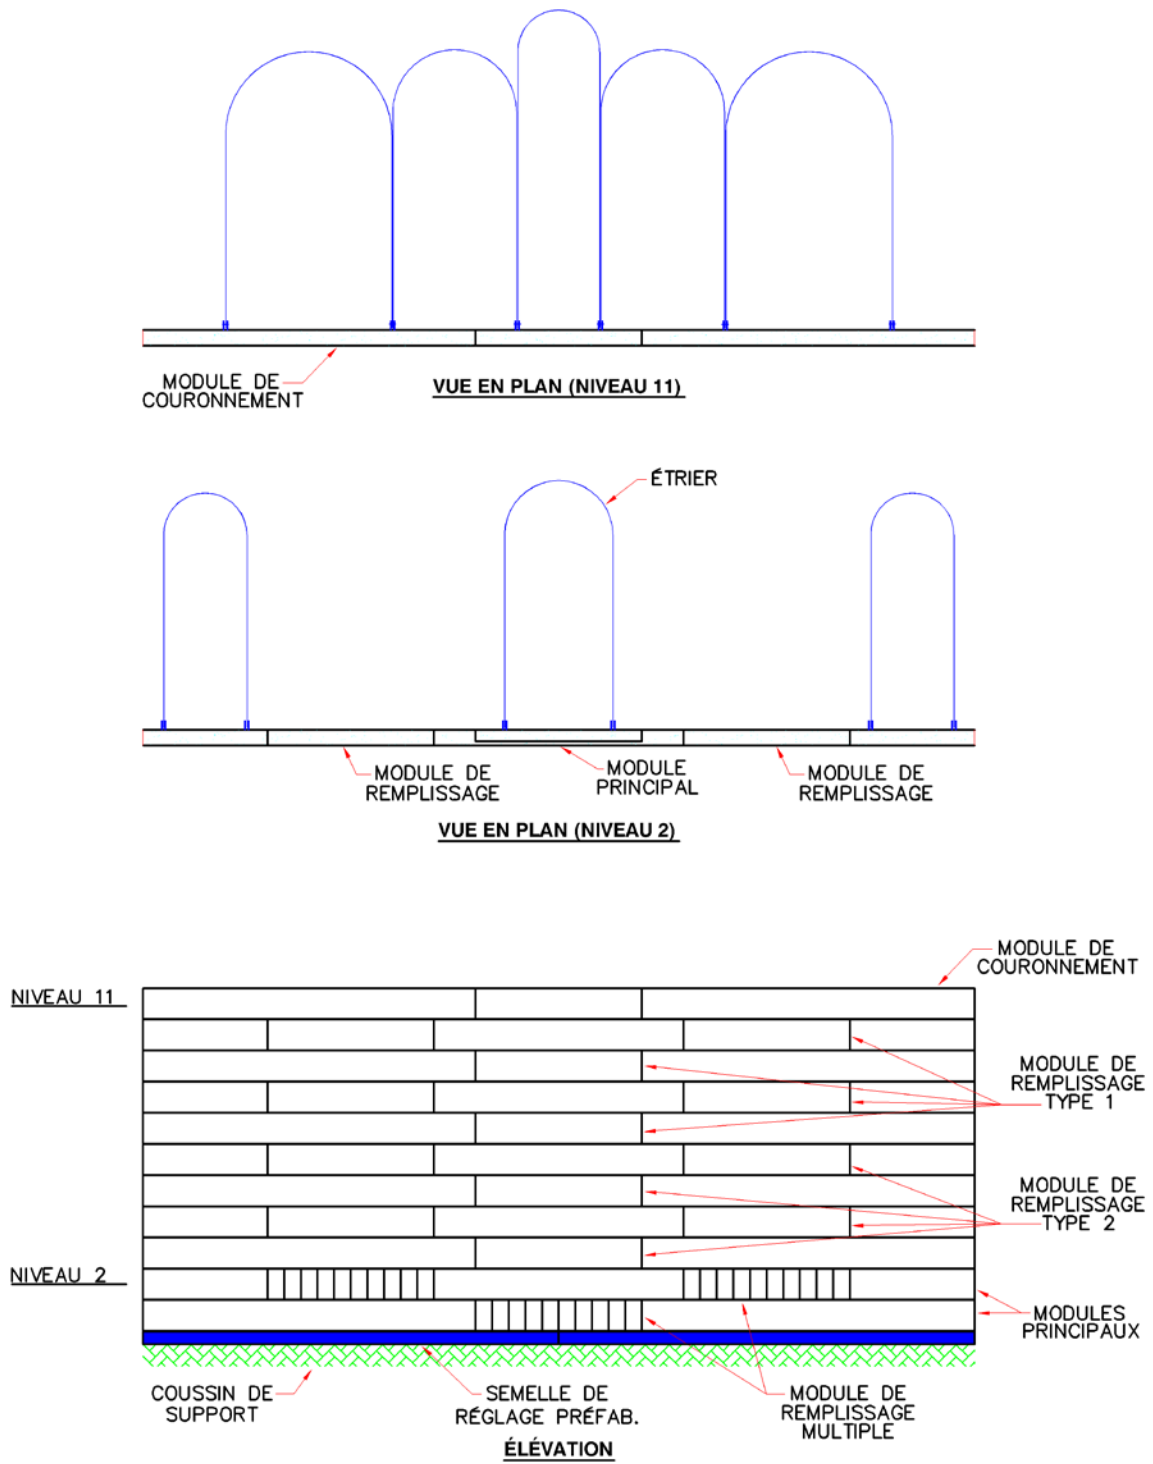 MODULE DE
COURONNEMENT
VUE EN PLAN (NIVEAU 11)
ÉTRIER
MODULE DE
REMPLISSAGE
MODULE
PRINCIPAL
MODULE DE
REMPLISSAGE
VUE EN PLAN (NIVEAU 2)
MODULE DE
COURONNEMENT
NIVEAU 11
MODULE DE
REMPLISSAGE
TYPE 1
MODULE DE
REMPLISSAGE
TYPE 2
NIVEAU 2
MODULES
PRINCIPAUX
COUSSIN DE
SUPPORT
SEMELLE DE
RÉGLAGE PRÉFAB.
MODULE DE
REMPLISSAGE
MULTIPLE
ÉLÉVATION